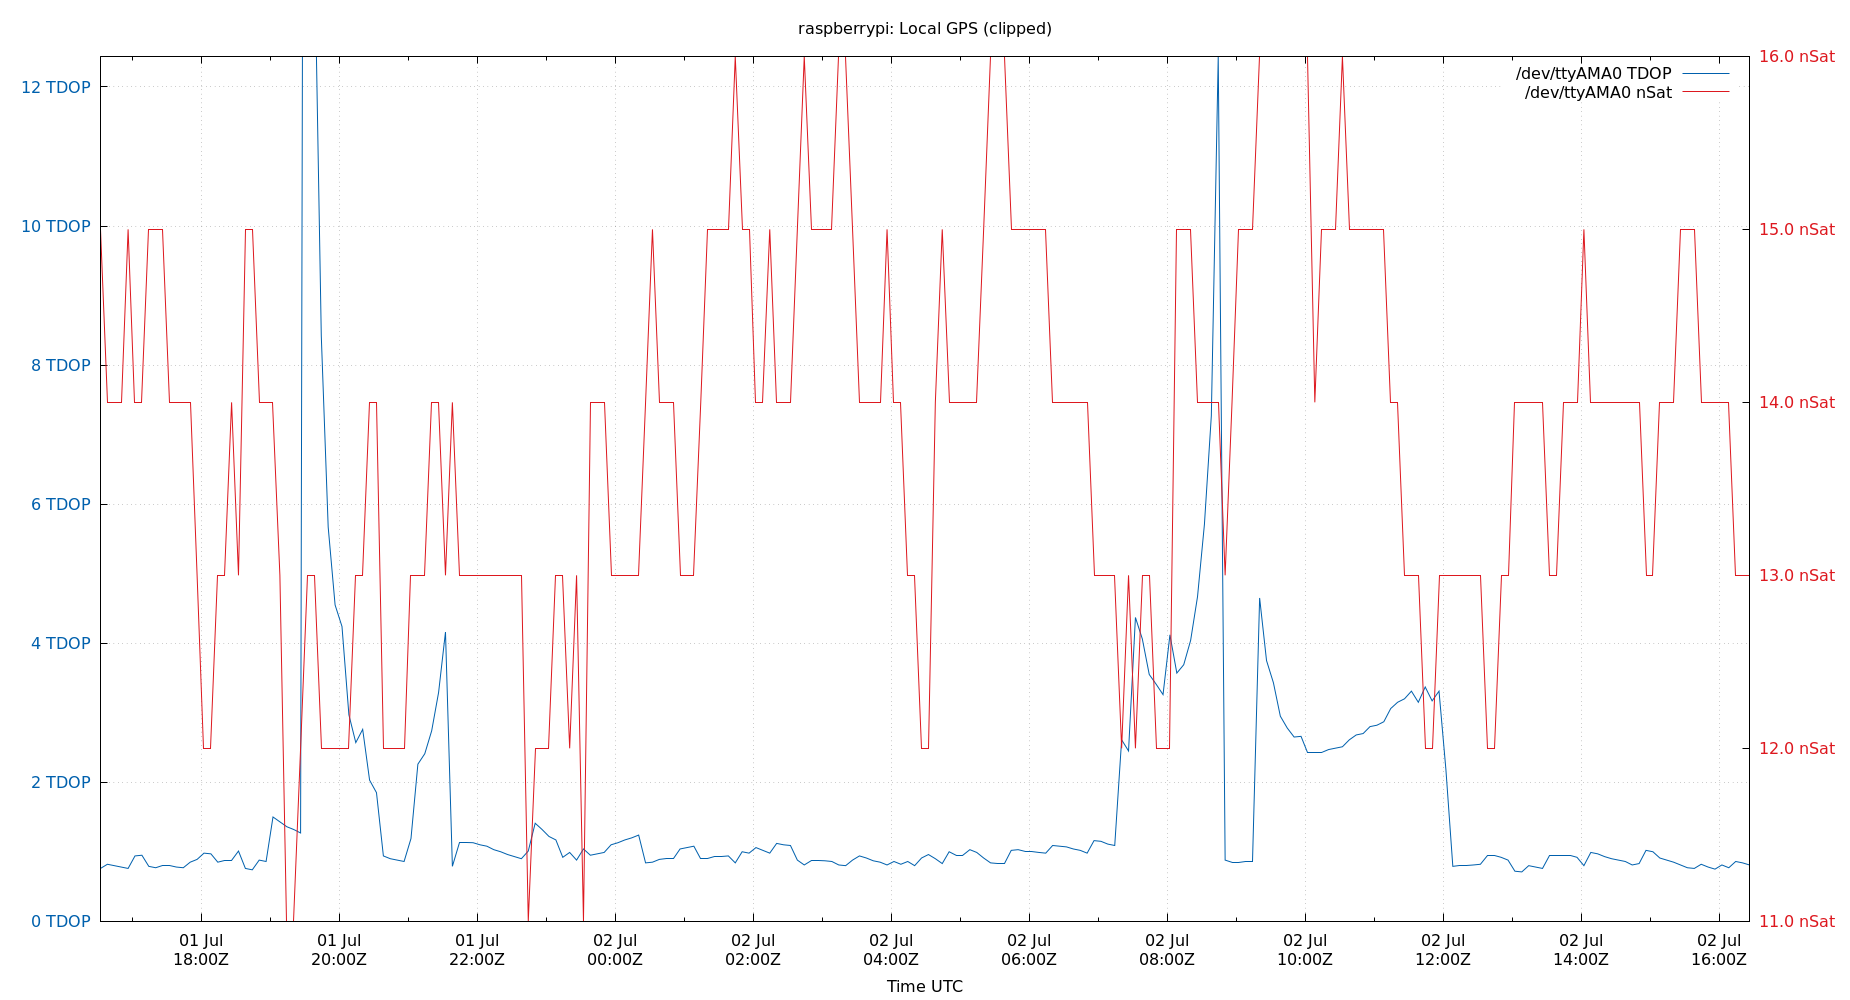 raspberrypi: Local GPS (clipped)
/dev/ttyAMA0 TDOP
/dev/ttyAMA0 nSat
12 TDOP
10 TDOP
8 TDOP
6 TDOP
4 TDOP
2 TDOP
0 TDOP
16.0 nSat
15.0 nSat
14.0 nSat
13.0 nSat
12.0 nSat
11.0 nSat
01 Jul 01 Jul 01 Jul 02 Jul 02 Jul 02 Jul 02 Jul 02 Jul 02 Jul 02 Jul 02 Jul 02 Jul
18:00Z 20:00Z 22:00Z 00:00Z 02:00Z 04:00Z 06:00Z 08:00Z 10:00Z 12:00Z 14:00Z 16:00Z
Time UTC